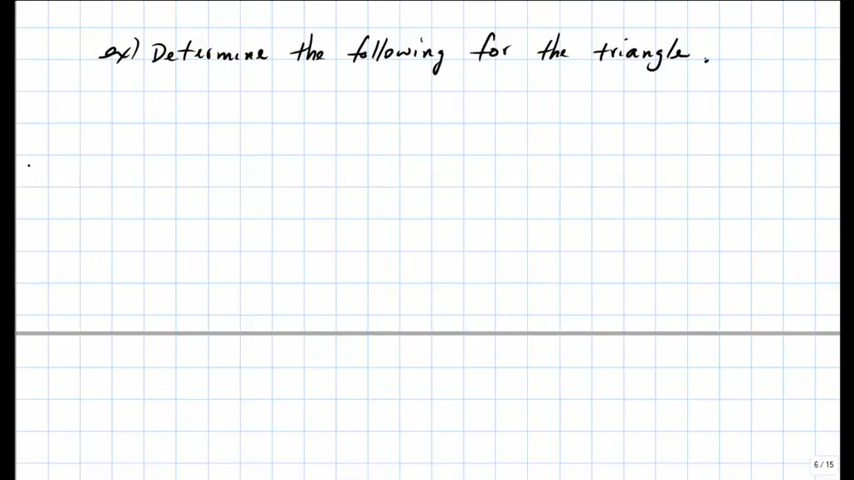 ex) Determine the following for the triangle.
6 / 15